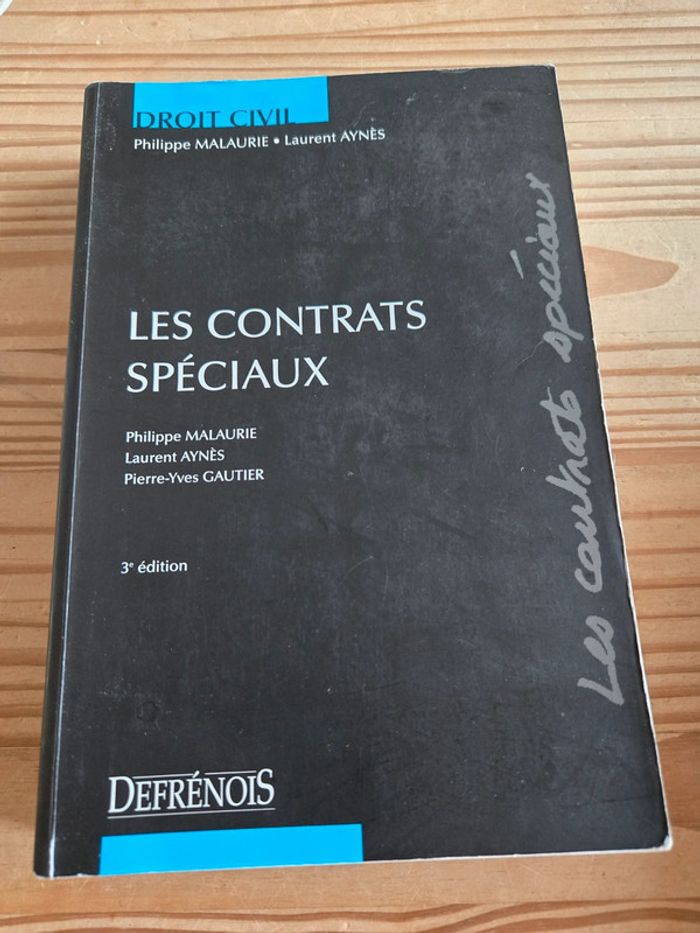 DROIT CIVIL
Philippe MALAURIE • Laurent AYNÈS
LES CONTRATS
SPÉCIAUX
Philippe MALAURIE
Laurent AYNÈS
Pierre-Yves GAUTIER
3e édition
DEFRÉNOIS
Les contrats spéciaux